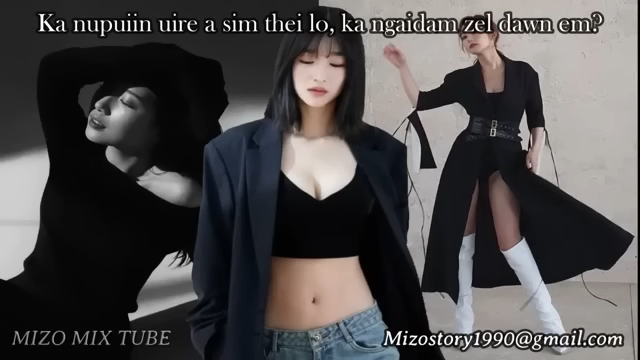 Ka nupuiin uire a sim thei lo, ka ngaidam zel dawn em?
MIZO MIX TUBE
Mizostory1990@gmail.com